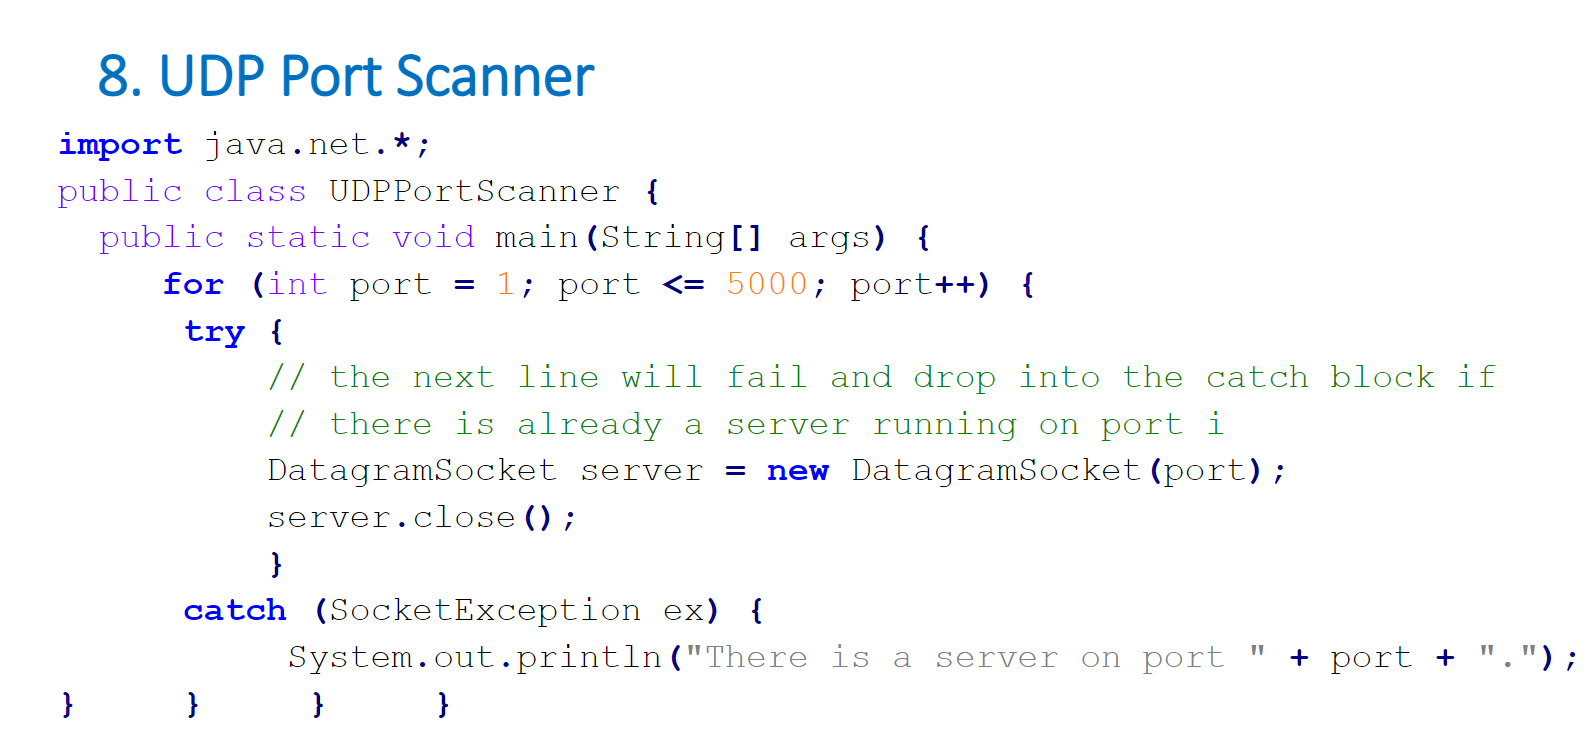 8. UDP Port Scanner
import java.net.*;
public class UDPPortScanner {
public static void main(String[] args) {
for (int port = 1; port <= 5000; port++) {
try {
// the next line will fail and drop into the catch block if
// there is already a server running on port i
DatagramSocket server = new DatagramSocket(port);
server.close();
}
catch (SocketException ex) {
System.out.println("There is a server on port " + port + ".");
} } } }